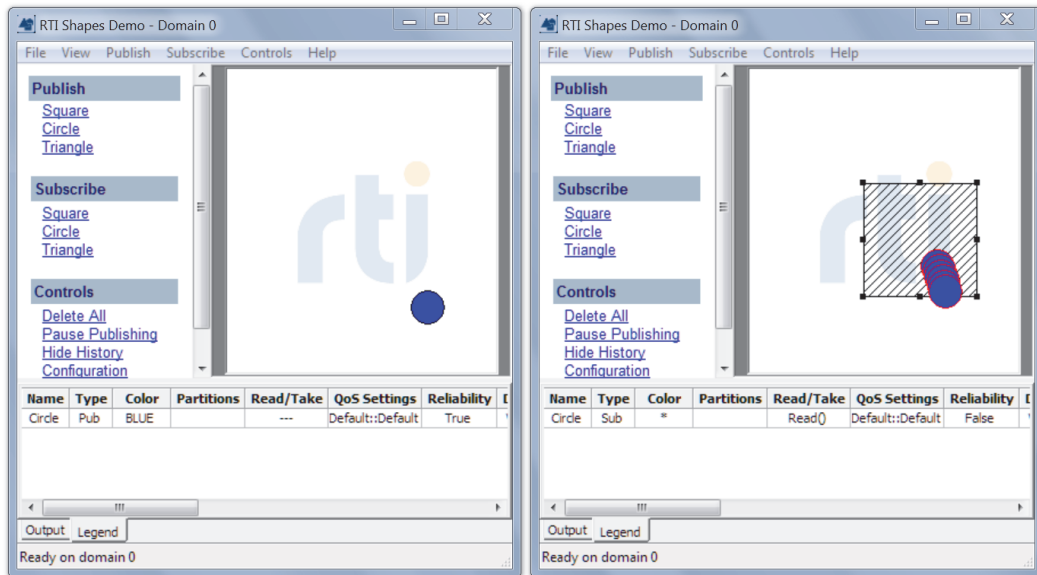 RTI Shapes Demo - Domain 0
File View Publish Subscribe Controls Help
Publish
Square
Circle
Triangle
Subscribe
Square
Circle
Triangle
Controls
Delete All
Pause Publishing
Hide History
Configuration
rti
Name Type Color Partitions Read/Take QoS Settings Reliability
Circle Pub BLUE --- Default::Default True
Output Legend
Ready on domain 0
RTI Shapes Demo - Domain 0
File View Publish Subscribe Controls Help
Publish
Square
Circle
Triangle
Subscribe
Square
Circle
Triangle
Controls
Delete All
Pause Publishing
Hide History
Configuration
rti
Name Type Color Partitions Read/Take QoS Settings Reliability
Circle Sub * Read() Default::Default False
Output Legend
Ready on domain 0